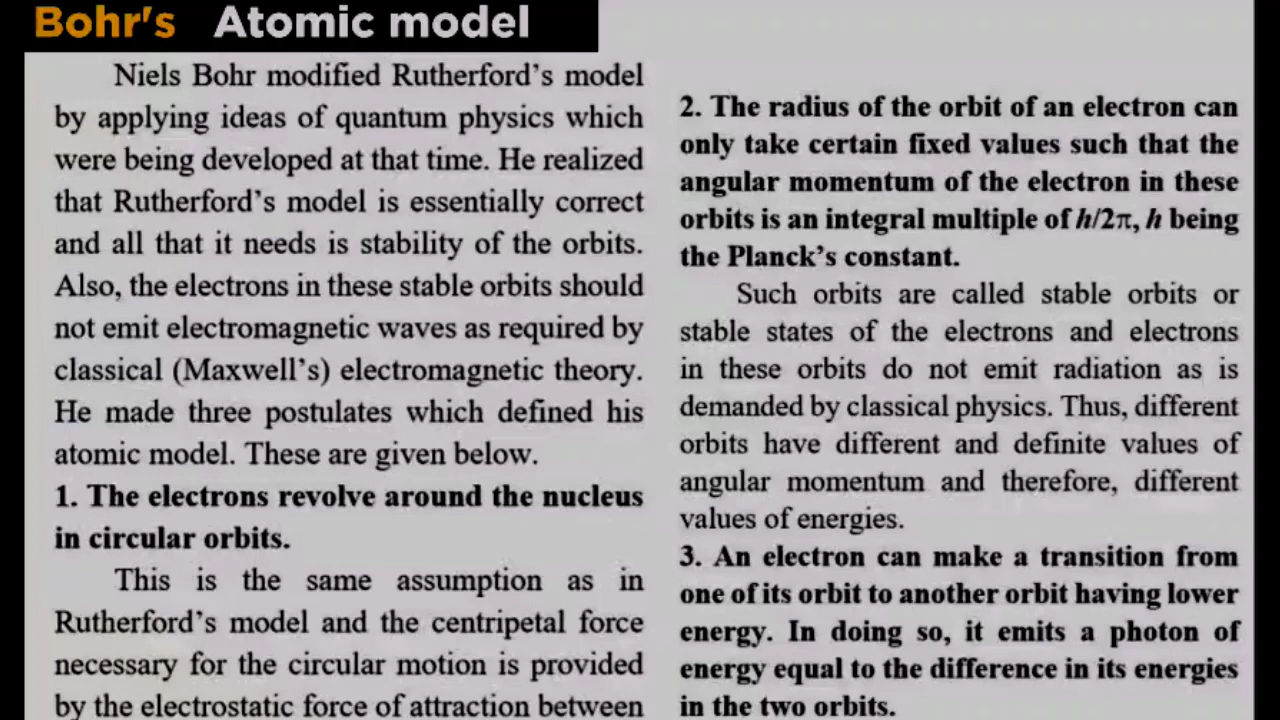 Bohr's Atomic model
Niels Bohr modified Rutherford's model
by applying ideas of quantum physics which
were being developed at that time. He realized
that Rutherford's model is essentially correct
and all that it needs is stability of the orbits.
Also, the electrons in these stable orbits should
not emit electromagnetic waves as required by
classical (Maxwell's) electromagnetic theory.
He made three postulates which defined his
atomic model. These are given below.
1. The electrons revolve around the nucleus
in circular orbits.
This is the same assumption as in
Rutherford's model and the centripetal force
necessary for the circular motion is provided
by the electrostatic force of attraction between
2. The radius of the orbit of an electron can
only take certain fixed values such that the
angular momentum of the electron in these
orbits is an integral multiple of h/2π, h being
the Planck's constant.
Such orbits are called stable orbits or
stable states of the electrons and electrons
in these orbits do not emit radiation as is
demanded by classical physics. Thus, different
orbits have different and definite values of
angular momentum and therefore, different
values of energies.
3. An electron can make a transition from
one of its orbit to another orbit having lower
energy. In doing so, it emits a photon of
energy equal to the difference in its energies
in the two orbits.